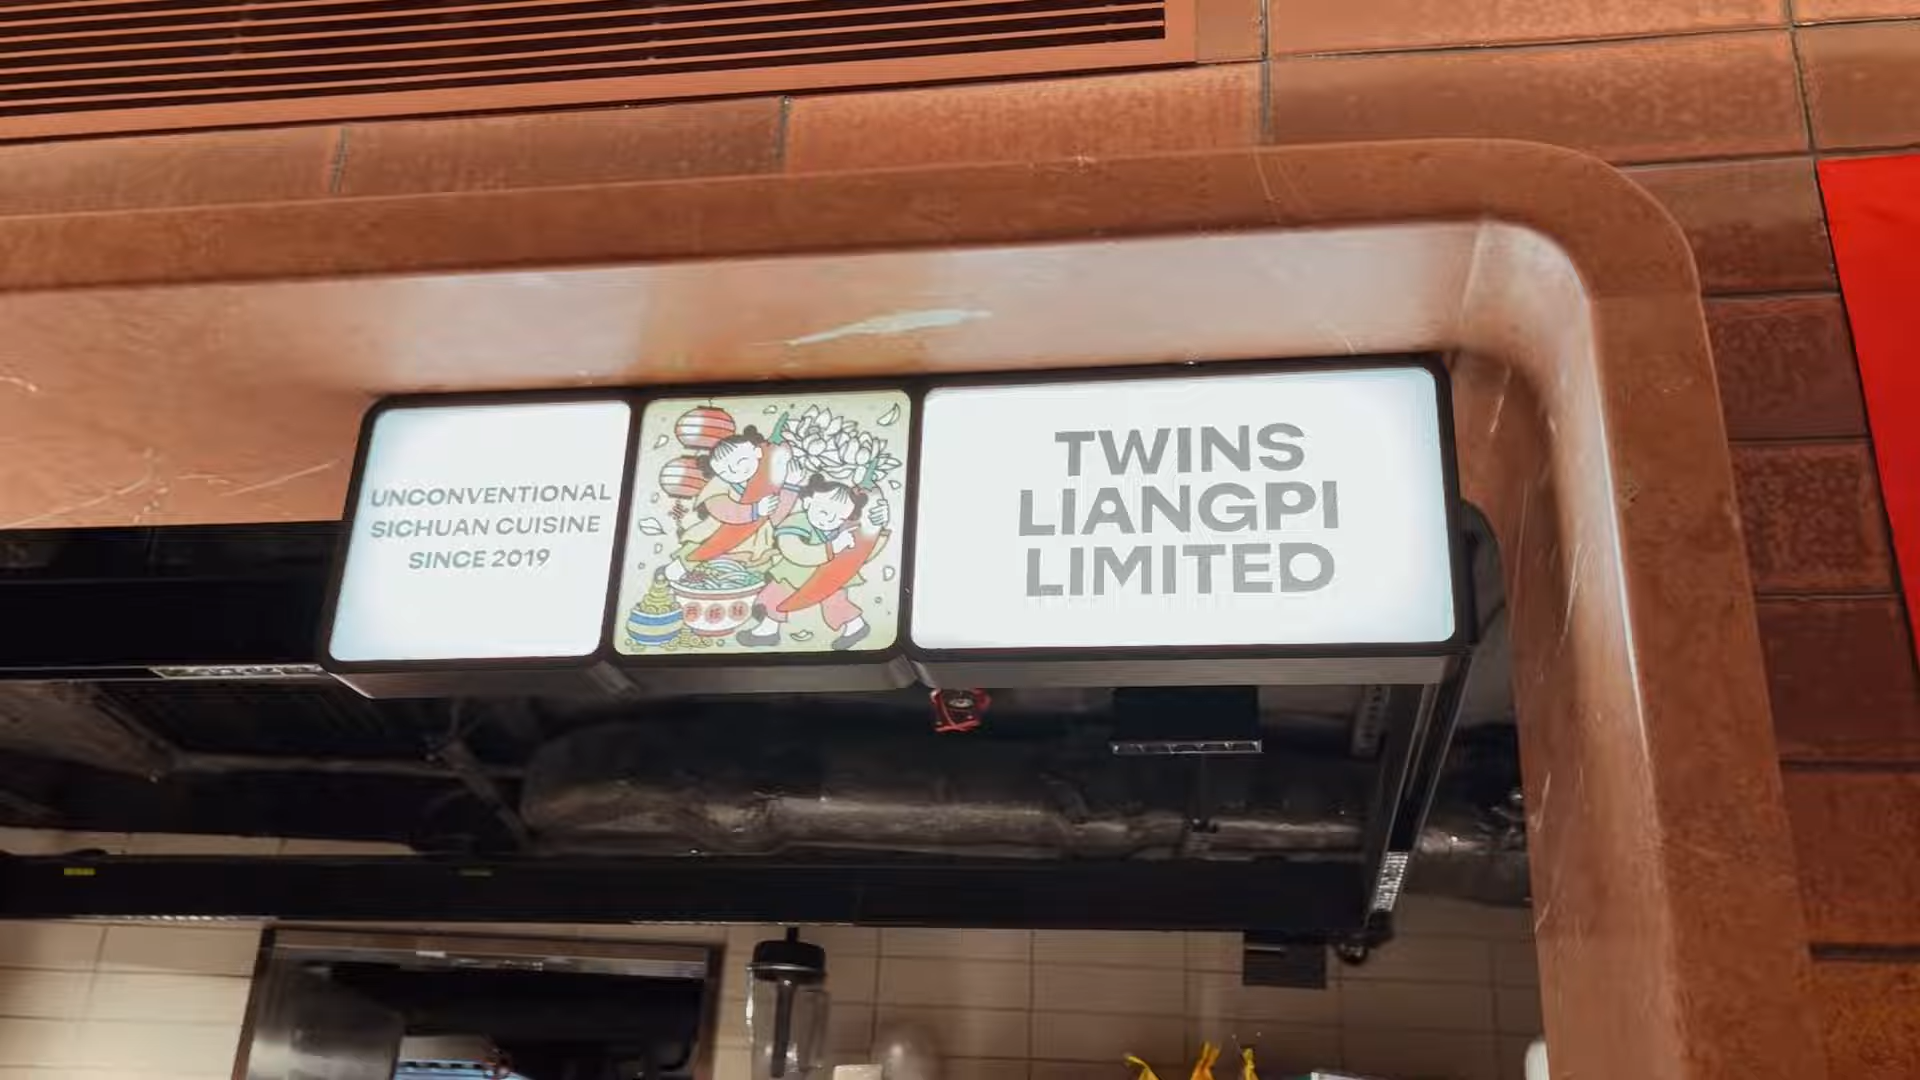 UNCONVENTIONAL
SICHUAN CUISINE
SINCE 2019
TWINS
LIANGPI
LIMITED